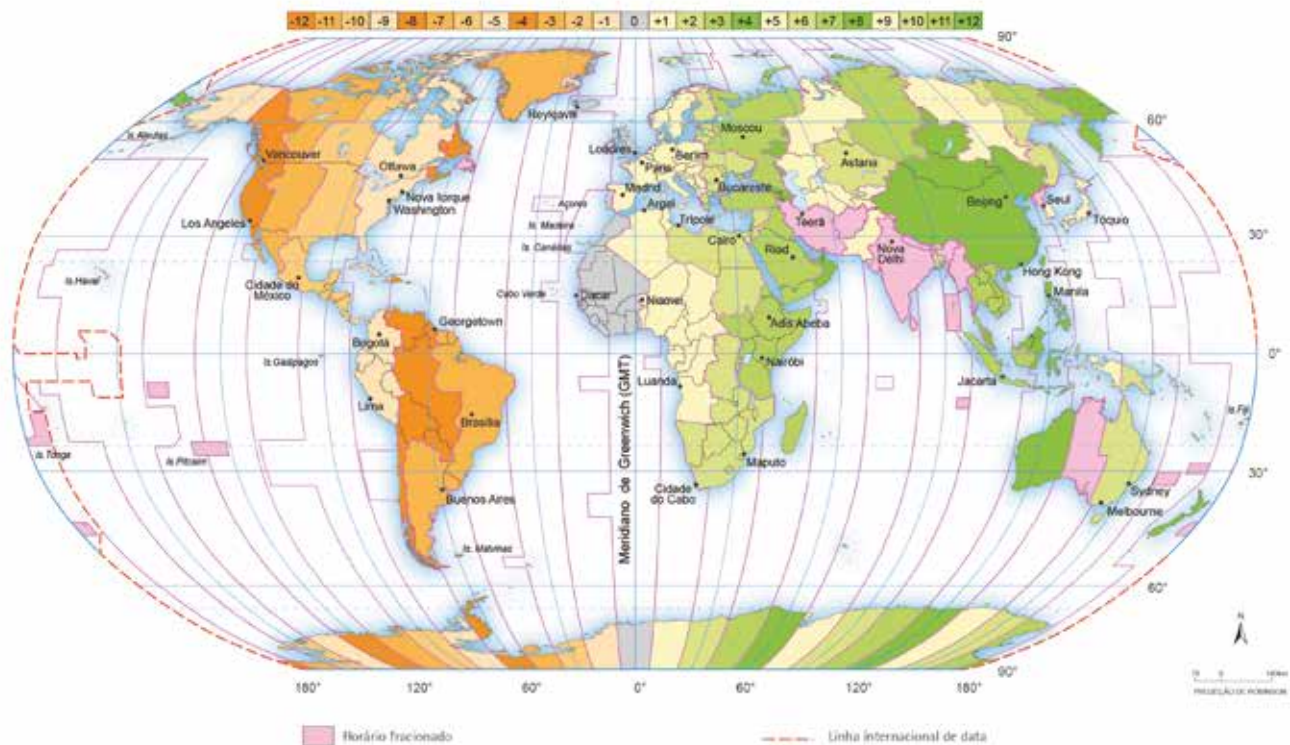 -12 -11 -10 -9 -8 -7 -6 -5 -4 -3 -2 -1 0 +1 +2 +3 +4 +5 +6 +7 +8 +9 +10 +11 +12
90°
Reykjavik
60°
Is. Aleutas
Moscou
Londres
Berlim
Vancouver
Astana
Ottawa
Paris
Bucareste
Nova Iorque
Madrid
Beijing
Seul
Washington
Açores
Argel
Tóquio
Los Angeles
Is. Madeira
Trípoli
Teerã
30°
Is. Canárias
Cairo
Riad
Nova
Delhi
Is. Havaí
Cidade do
México
Hong Kong
Cabo Verde
Dacar
Niamei
Manila
Georgetown
Adis Abeba
Bogotá
Is. Galápagos
0°
Nairóbi
Luanda
Jacarta
Lima
Meridiano de Greenwich (GMT)
Brasília
Is. Fiji
Is. Tonga
Is. Pitcairn
Maputo
30°
Buenos Aires
Cidade
do Cabo
Sydney
Melbourne
Is. Malvinas
60°
N
90°
180° 120° 60° 0° 60° 120° 180°
PROJEÇÃO DE ROBINSON
Horário fracionado
Linha internacional de data